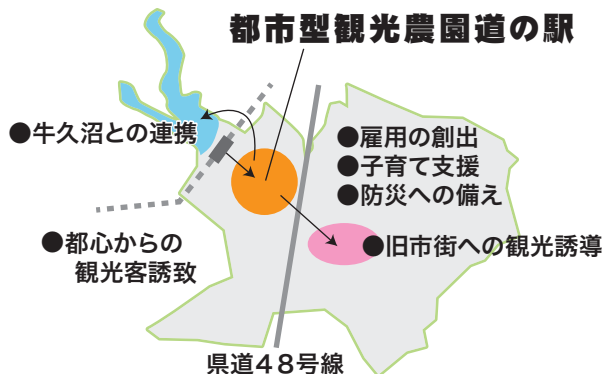 都市型観光農園道の駅
●牛久沼との連携
●雇用の創出
●子育て支援
●防災への備え
●都心からの
観光客誘致
●旧市街への観光誘導
県道48号線